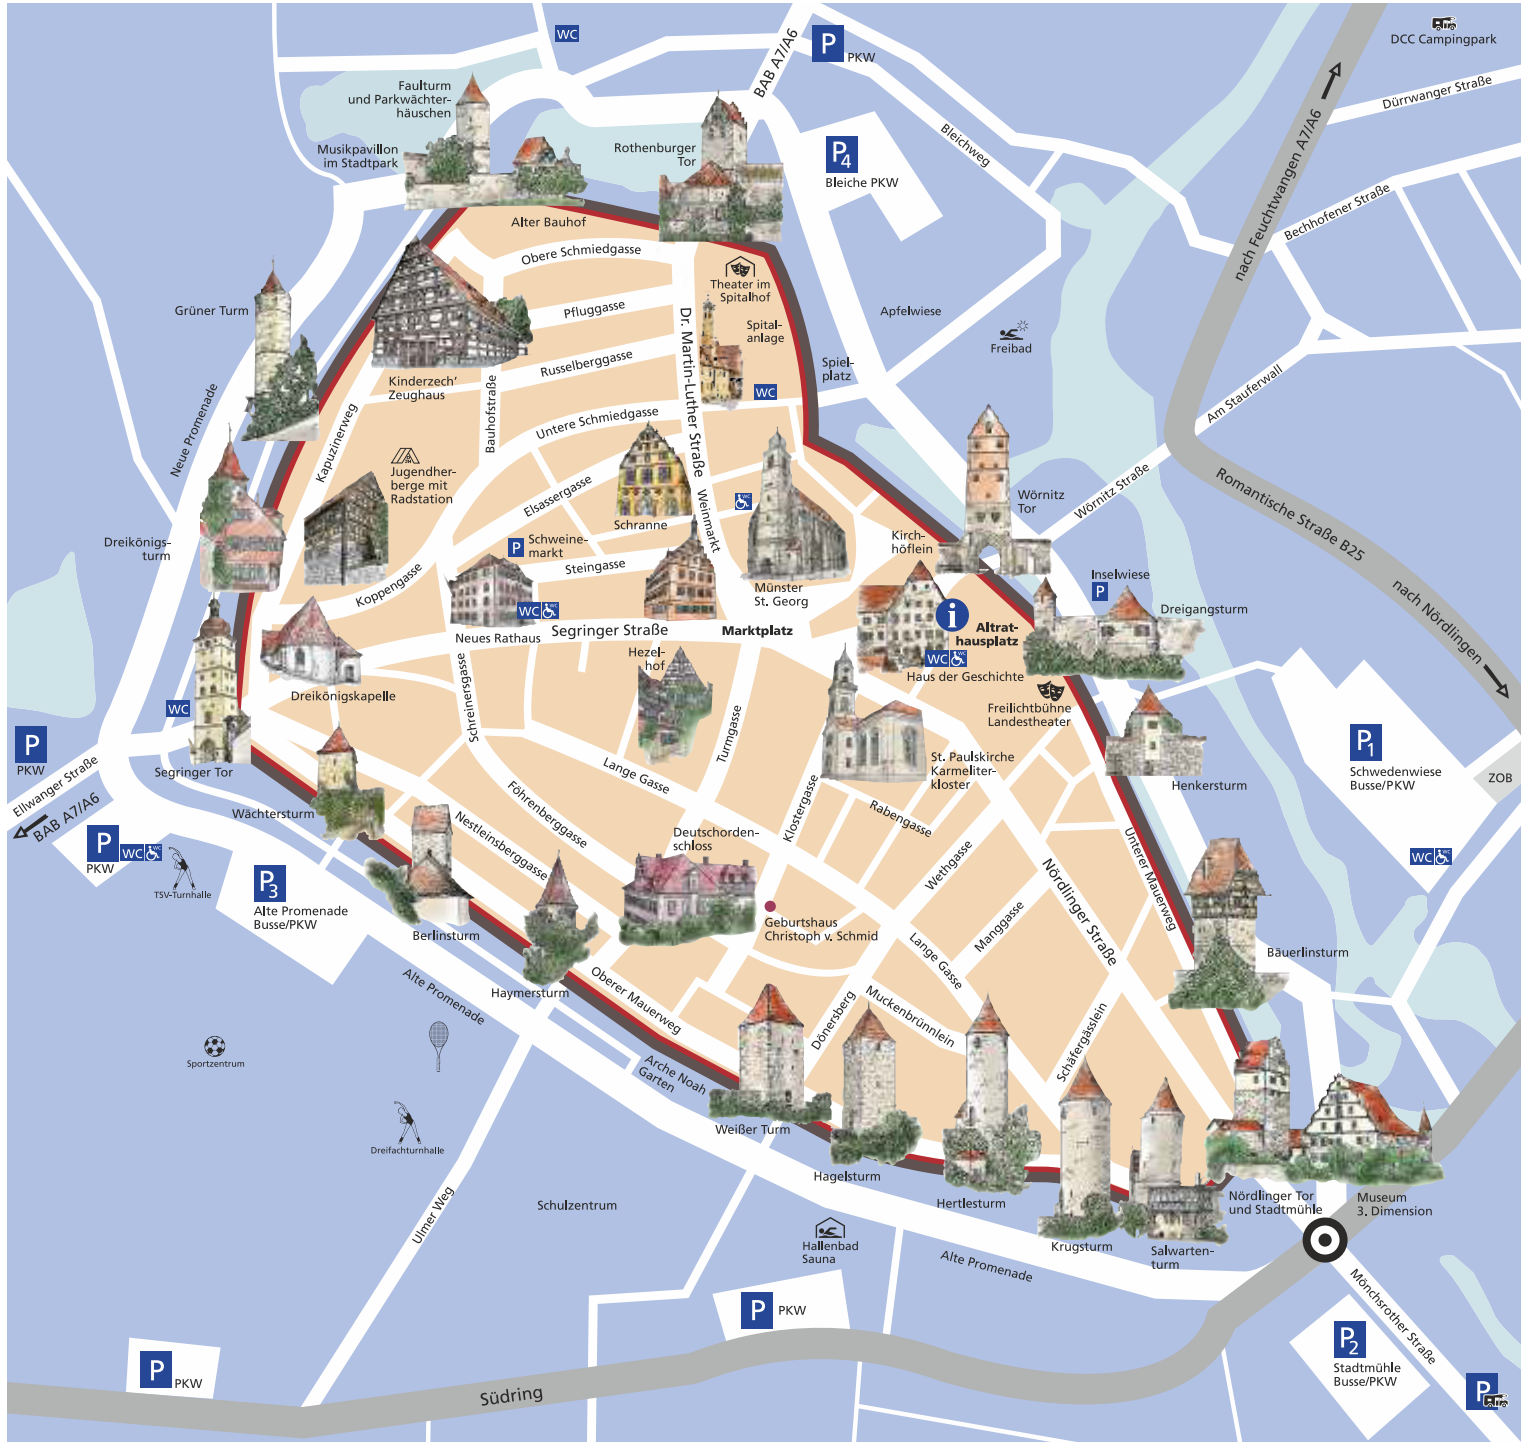 DCC Campingpark
WC
P
PKW
BAB A7/A6
Dürrwanger Straße
nach Feuchtwangen A7/A6
Faulturm
und Parkwächter-
häuschen
Bleichweg
Musikpavillon
im Stadtpark
Rothenburger
Tor
P4
Bleiche PKW
Bechhofener Straße
Alter Bauhof
Obere Schmiedgasse
Theater im
Spitalhof
Grüner Turm
Pfluggasse
Dr. Martin-Luther Straße
Spital-
anlage
Apfelwiese
Freibad
Spiel-
platz
Russelberggasse
Kinderzech'
Zeughaus
WC
Am Stauferwall
Neue Promenade
Kapuzinerweg
Bauhofstraße
Untere Schmiedgasse
Jugendher-
berge mit
Radstation
Elsassergasse
Schranne
Weinmarkt
WC
Wörnitz
Tor
Wörnitz Straße
Romantische Straße B25
Dreikönigs-
turm
P
Schweine-
markt
Kirch-
höflein
Steingasse
Koppengasse
Münster
St. Georg
Inselwiese
P
nach Nördlingen
Dreigangsturm
WC
WC
Neues Rathaus
Segringer Straße
Marktplatz
i
Altrat-
hausplatz
Hezel-
hof
WC
WC
Haus der Geschichte
Dreikönigskapelle
Schreinersgasse
Freilichtbühne
Landestheater
WC
Turmgasse
P
PKW
Segringer Tor
P1
Schwedenwiese
Busse/PKW
ZOB
St. Paulskirche
Karmeliter-
kloster
Henkersturm
Lange Gasse
Ellwanger Straße
BAB A7/A6
Wächtersturm
Föhrenberggasse
Klostergasse
Rabengasse
Nestleinsberggasse
Deutschorden-
schloss
Unterer Mauerweg
P
PKW
WC
WC
TSV-Turnhalle
WC
WC
Wethgasse
Nördlinger Straße
P3
Alte Promenade
Busse/PKW
Berlinsturm
Geburtshaus
Christoph v. Schmid
Manggasse
Lange Gasse
Bäuerlinsturm
Haymersturm
Alte Promenade
Oberer Mauerweg
Dönersberg
Muckenbrünnlein
Schäfergässlein
Sportzentrum
Arche Noah
Garten
Weißer Turm
Dreifachturnhalle
Hagelsturm
Ulmer Weg
Schulzentrum
Hertlesturm
Nördlinger Tor
und Stadtmühle
Museum
3. Dimension
Hallenbad
Sauna
Krugsturm
Salwarten-
turm
Alte Promenade
Mönchsrother Straße
P
PKW
P2
Stadtmühle
Busse/PKW
P
PKW
Südring
P